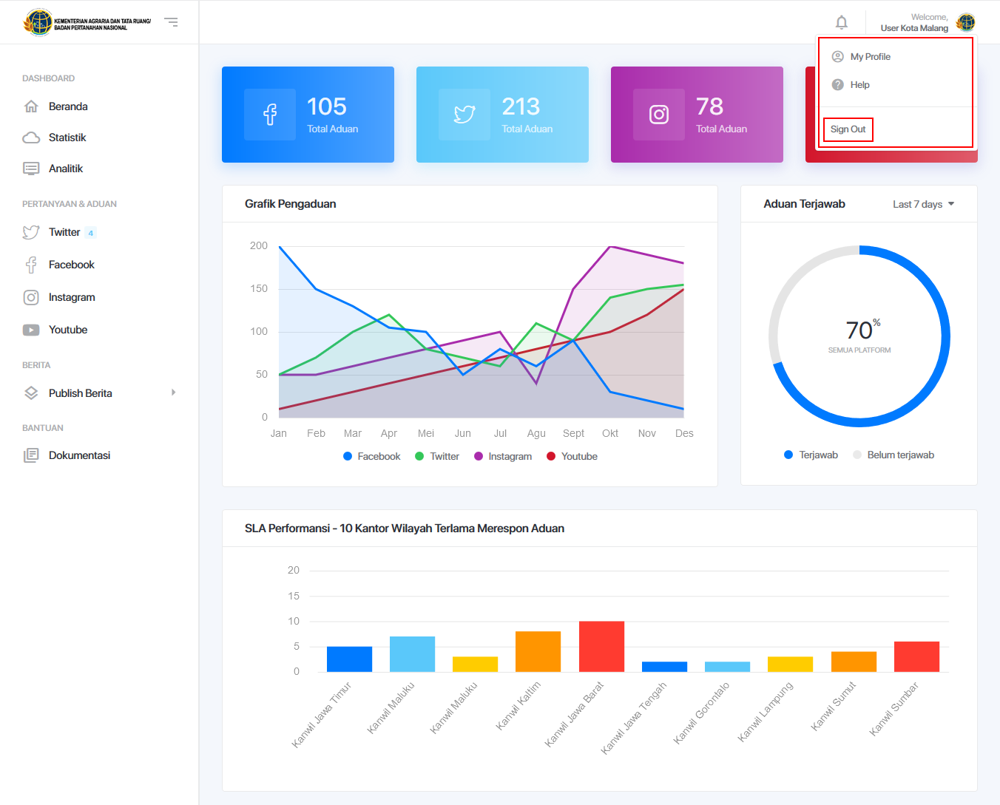 KEMENTERIAN AGRARIA DAN TATA RUANG/
BADAN PERTANAHAN NASIONAL
Welcome,
User Kota Malang
My Profile
Help
Sign Out
DASHBOARD
Beranda
Statistik
Analitik
PERTANYAAN & ADUAN
Twitter 4
Facebook
Instagram
Youtube
BERITA
Publish Berita
BANTUAN
Dokumentasi
105
Total Aduan
213
Total Aduan
78
Total Aduan
Grafik Pengaduan
200
150
100
50
0
Jan Feb Mar Apr Mei Jun Jul Agu Sept Okt Nov Des
Facebook Twitter Instagram Youtube
Aduan Terjawab
Last 7 days
70%
SEMUA PLATFORM
Terjawab Belum terjawab
SLA Performansi - 10 Kantor Wilayah Terlama Merespon Aduan
20
15
10
5
0
Kanwil Jawa Timur
Kanwil Maluku
Kanwil Maluku
Kanwil Kaltim
Kanwil Jawa Barat
Kanwil Jawa Tengah
Kanwil Gorontalo
Kanwil Lampung
Kanwil Sumut
Kanwil Sumbar